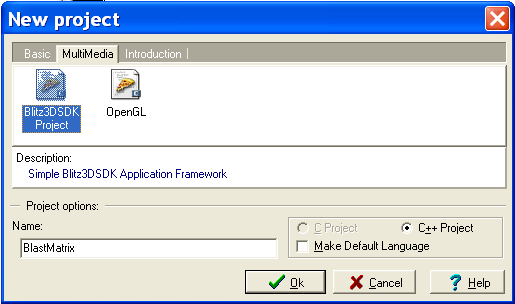 New project
Basic MultiMedia Introduction
Blitz3DSDK
Project
OpenGL
Description:
Simple Blitz3DSDK Application Framework
Project options:
Name:
BlastMatrix
C Project C++ Project
Make Default Language
Ok Cancel Help